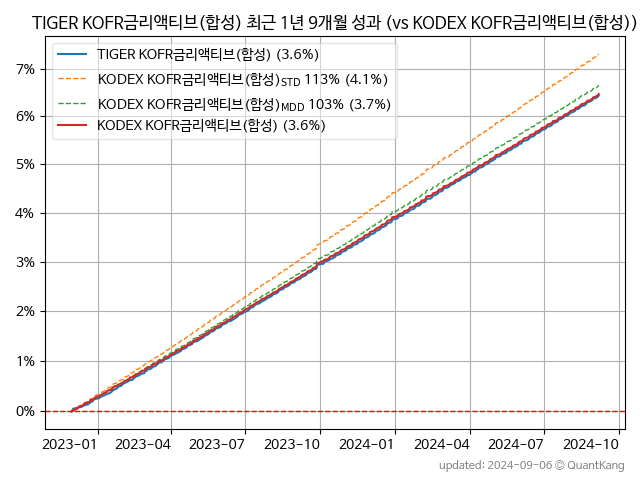 TIGER KOFR금리액티브(합성) 최근 1년 9개월 성과 (vs KODEX KOFR금리액티브(합성))
TIGER KOFR금리액티브(합성) (3.6%)
KODEX KOFR금리액티브(합성)STD 113% (4.1%)
KODEX KOFR금리액티브(합성)MDD 103% (3.7%)
KODEX KOFR금리액티브(합성) (3.6%)
7%
6%
5%
4%
3%
2%
1%
0%
2023-01 2023-04 2023-07 2023-10 2024-01 2024-04 2024-07 2024-10
updated: 2024-09-06 © QuantKang